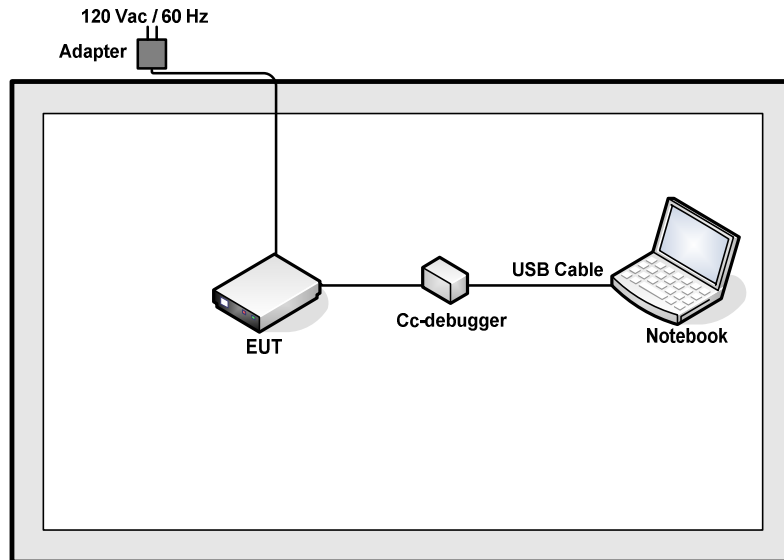 120 Vac / 60 Hz
Adapter
USB Cable
Cc-debugger
EUT
Notebook